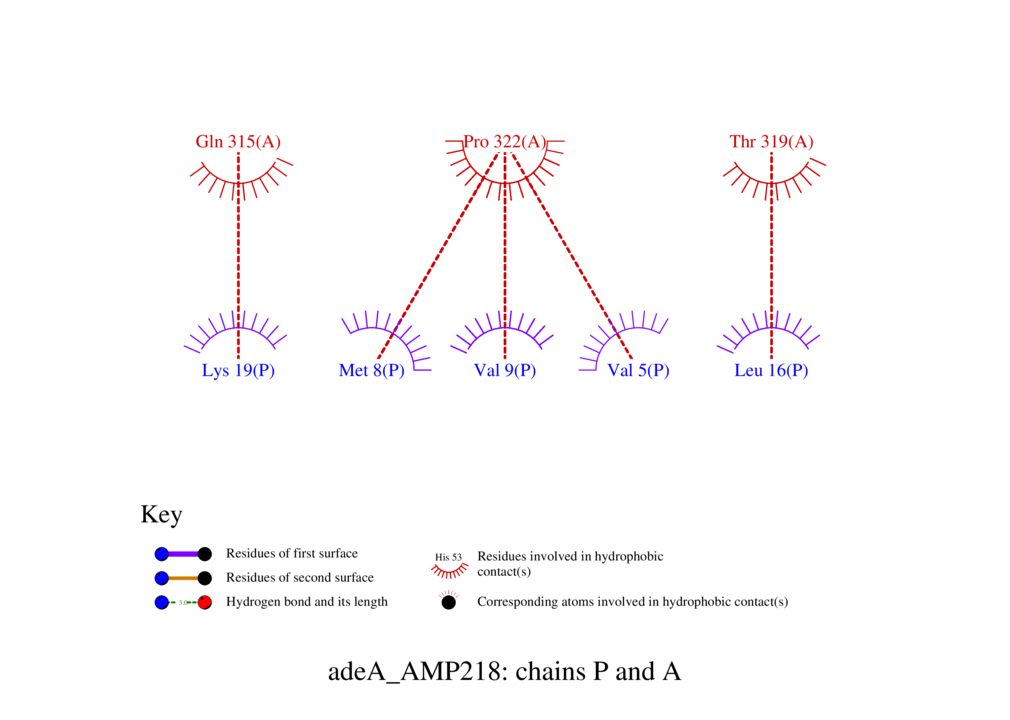 Gln 315(A) Pro 322(A) Thr 319(A)
Lys 19(P) Met 8(P) Val 9(P) Val 5(P) Leu 16(P)
Key
Residues of first surface
Residues of second surface
3.0
Hydrogen bond and its length
His 53
Residues involved in hydrophobic
contact(s)
Corresponding atoms involved in hydrophobic contact(s)
adeA_AMP218: chains P and A